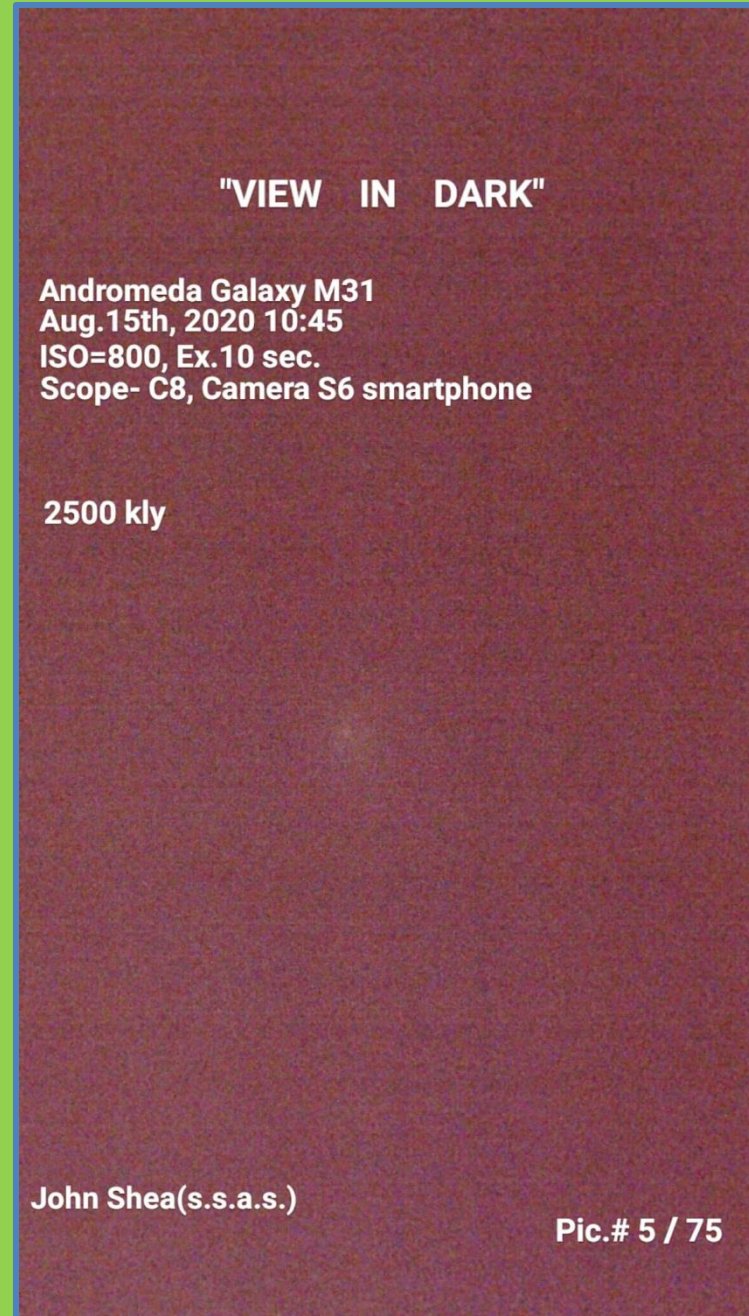 "VIEW IN DARK"
Andromeda Galaxy M31
Aug.15th, 2020 10:45
ISO=800, Ex.10 sec.
Scope- C8, Camera S6 smartphone
2500 kly
John Shea(s.s.a.s.)
Pic.# 5 / 75